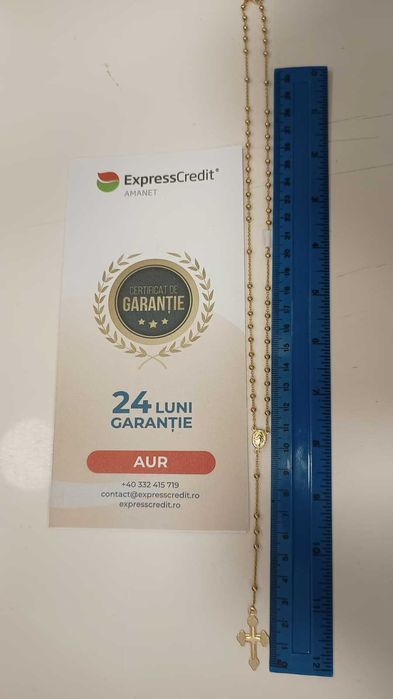 ExpressCredit®
AMANET
CERTIFICAT DE
GARANȚIE
24 LUNI
GARANȚIE
AUR
+40 332 415 719
contact@expresscredit.ro
expresscredit.ro